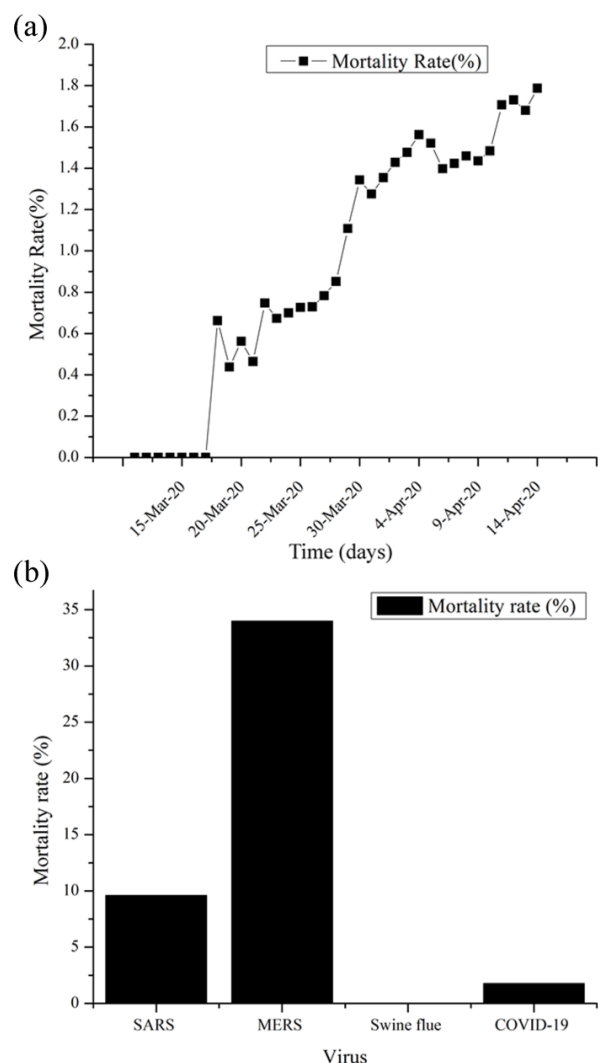 (a)
2.0
1.8
1.6
1.4
1.2
1.0
0.8
0.6
0.4
0.2
0.0
Mortality Rate(%)
Mortality Rate(%)
15-Mar-20
20-Mar-20
25-Mar-20
30-Mar-20
4-Apr-20
9-Apr-20
14-Apr-20
Time (days)
(b)
35
30
25
20
15
10
5
0
Mortality rate (%)
Mortality rate (%)
SARS
MERS
Swine flue
COVID-19
Virus